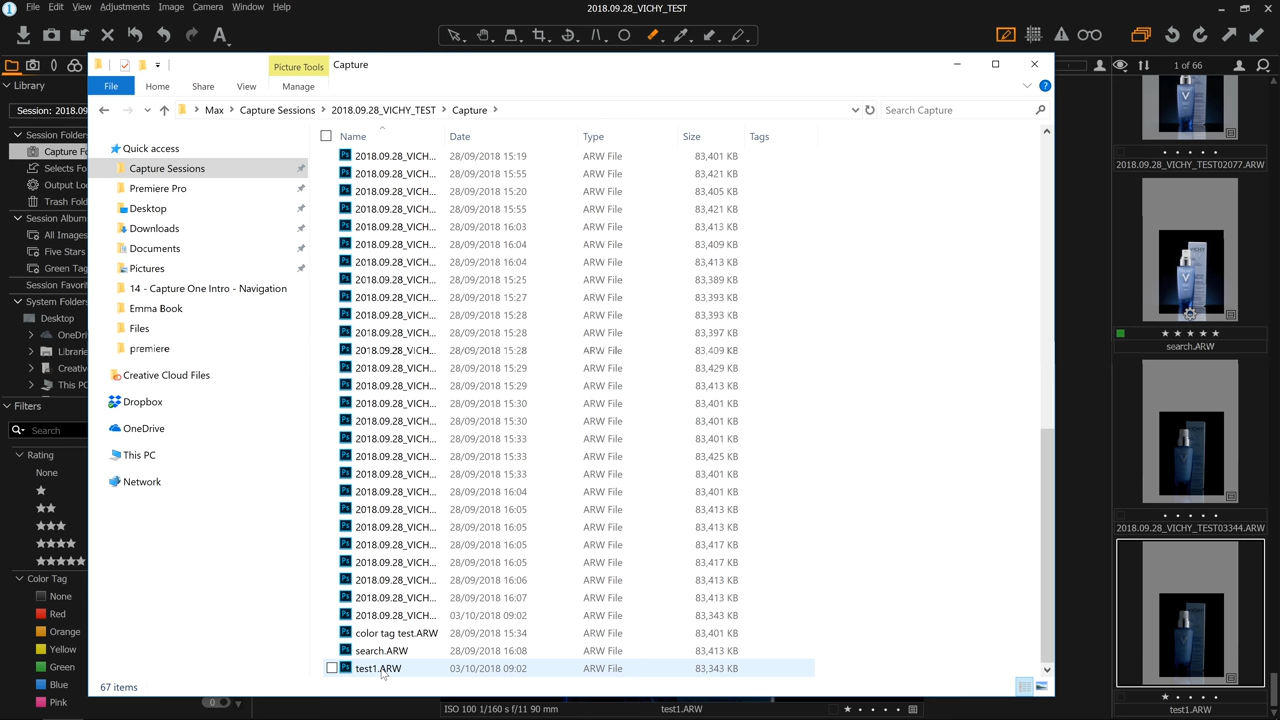 File Edit View Adjustments Image Camera Window Help
2018.09.28_VICHY_TEST
Picture Tools
Capture
1 of 66
File Home Share View Manage
Library
Session: 2018.09
Max Capture Sessions 2018.09.28_VICHY_TEST Capture
Search Capture
Session Folders
Capture Fo
Selects Fo
Output Lo
Trash Fold
Session Albums
All Images
Five Stars
Green Tag
Session Favorit
System Folders
Desktop
OneDri
Librarie
Creativ
This PC
Filters
Search
Rating
None
Color Tag
None
Red
Orange
Yellow
Green
Blue
Pink
0
Quick access
Capture Sessions
Premiere Pro
Desktop
Downloads
Documents
Pictures
14 - Capture One Intro - Navigation
Emma Book
Files
premiere
Creative Cloud Files
Dropbox
OneDrive
This PC
Network
Name Date Type Size Tags
2018.09.28_VICH... 28/09/2018 15:19 ARW File 83,401 KB
2018.09.28_VICH... 28/09/2018 15:55 ARW File 83,421 KB
2018.09.28_VICH... 28/09/2018 15:20 ARW File 83,405 KB
2018.09.28_VICH... 28/09/2018 15:55 ARW File 83,421 KB
2018.09.28_VICH... 28/09/2018 16:03 ARW File 83,413 KB
2018.09.28_VICH... 28/09/2018 16:04 ARW File 83,409 KB
2018.09.28_VICH... 28/09/2018 16:04 ARW File 83,413 KB
2018.09.28_VICH... 28/09/2018 15:25 ARW File 83,389 KB
2018.09.28_VICH... 28/09/2018 15:27 ARW File 83,393 KB
2018.09.28_VICH... 28/09/2018 15:28 ARW File 83,393 KB
2018.09.28_VICH... 28/09/2018 15:28 ARW File 83,397 KB
2018.09.28_VICH... 28/09/2018 15:28 ARW File 83,409 KB
2018.09.28_VICH... 28/09/2018 15:29 ARW File 83,429 KB
2018.09.28_VICH... 28/09/2018 15:29 ARW File 83,413 KB
2018.09.28_VICH... 28/09/2018 15:30 ARW File 83,401 KB
2018.09.28_VICH... 28/09/2018 15:30 ARW File 83,401 KB
2018.09.28_VICH... 28/09/2018 15:33 ARW File 83,401 KB
2018.09.28_VICH... 28/09/2018 15:33 ARW File 83,425 KB
2018.09.28_VICH... 28/09/2018 15:33 ARW File 83,401 KB
2018.09.28_VICH... 28/09/2018 16:04 ARW File 83,401 KB
2018.09.28_VICH... 28/09/2018 16:05 ARW File 83,413 KB
2018.09.28_VICH... 28/09/2018 16:05 ARW File 83,413 KB
2018.09.28_VICH... 28/09/2018 16:05 ARW File 83,417 KB
2018.09.28_VICH... 28/09/2018 16:05 ARW File 83,417 KB
2018.09.28_VICH... 28/09/2018 16:06 ARW File 83,413 KB
2018.09.28_VICH... 28/09/2018 16:07 ARW File 83,413 KB
2018.09.28_VICH... 03/10/2018 09:02 ARW File 83,343 KB
color tag test.ARW 28/09/2018 15:34 ARW File 83,401 KB
search.ARW 28/09/2018 16:08 ARW File 83,413 KB
test1.ARW 03/10/2018 09:02 ARW File 83,343 KB
67 items
2018.09.28_VICHY_TEST02077.ARW
VICHY
search.ARW
2018.09.28_VICHY_TEST03344.ARW
test1.ARW
ISO 100 1/160 s f/11 90 mm
test1.ARW